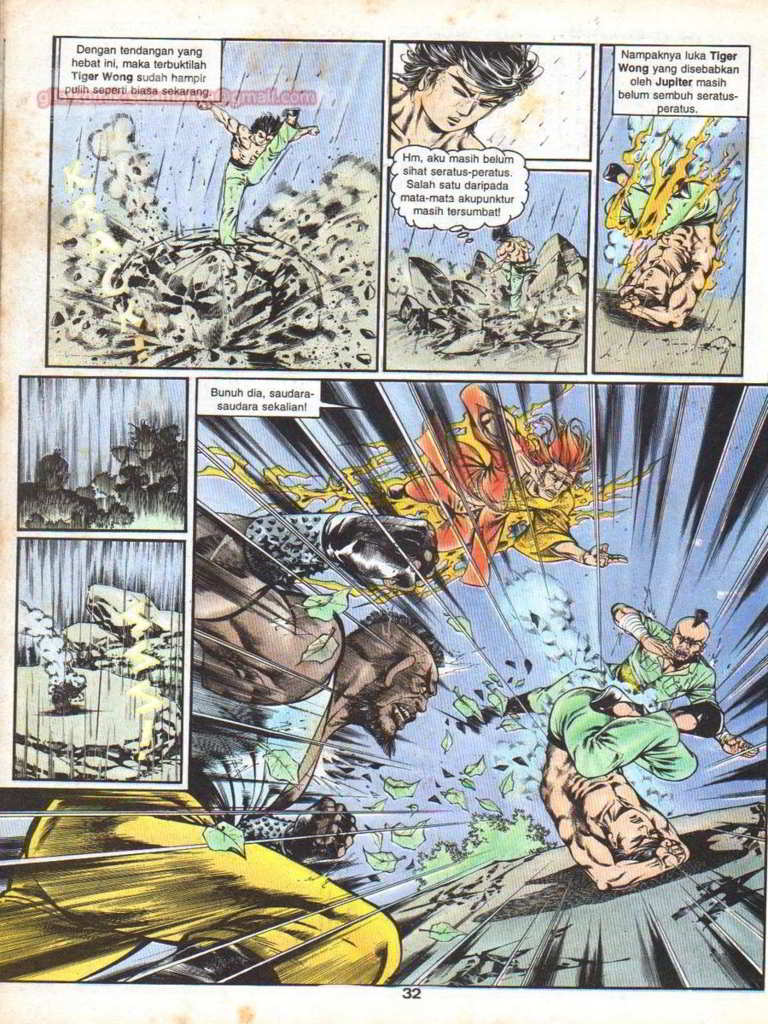 Dengan tendangan yang
hebat ini, maka terbuktilah
Tiger Wong sudah hampir
pulih seperti biasa sekarang.
KRACK!
Hm, aku masih belum
sihat seratus-peratus.
Salah satu daripada
mata-mata akupunktur
masih tersumbat!
Nampaknya luka Tiger
Wong yang disebabkan
oleh Jupiter masih
belum sembuh seratus-
peratus.
SSSS!
Bunuh dia, saudara-
saudara sekalian!
32